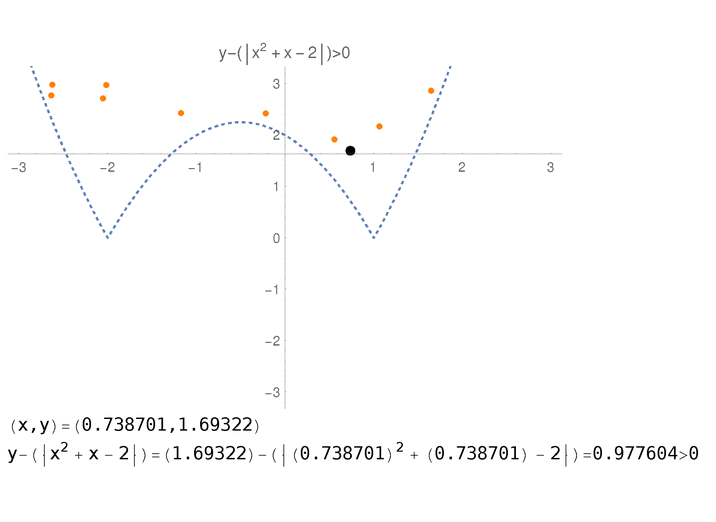 y−(|x² + x − 2|)>0
3
2
−3 −2 −1 1 2 3
1
0
−1
−2
−3
(x,y) = (0.738701,1.69322)
y−(|x² + x − 2|) = (1.69322) − (|(0.738701)² + (0.738701) − 2|) =0.977604>0